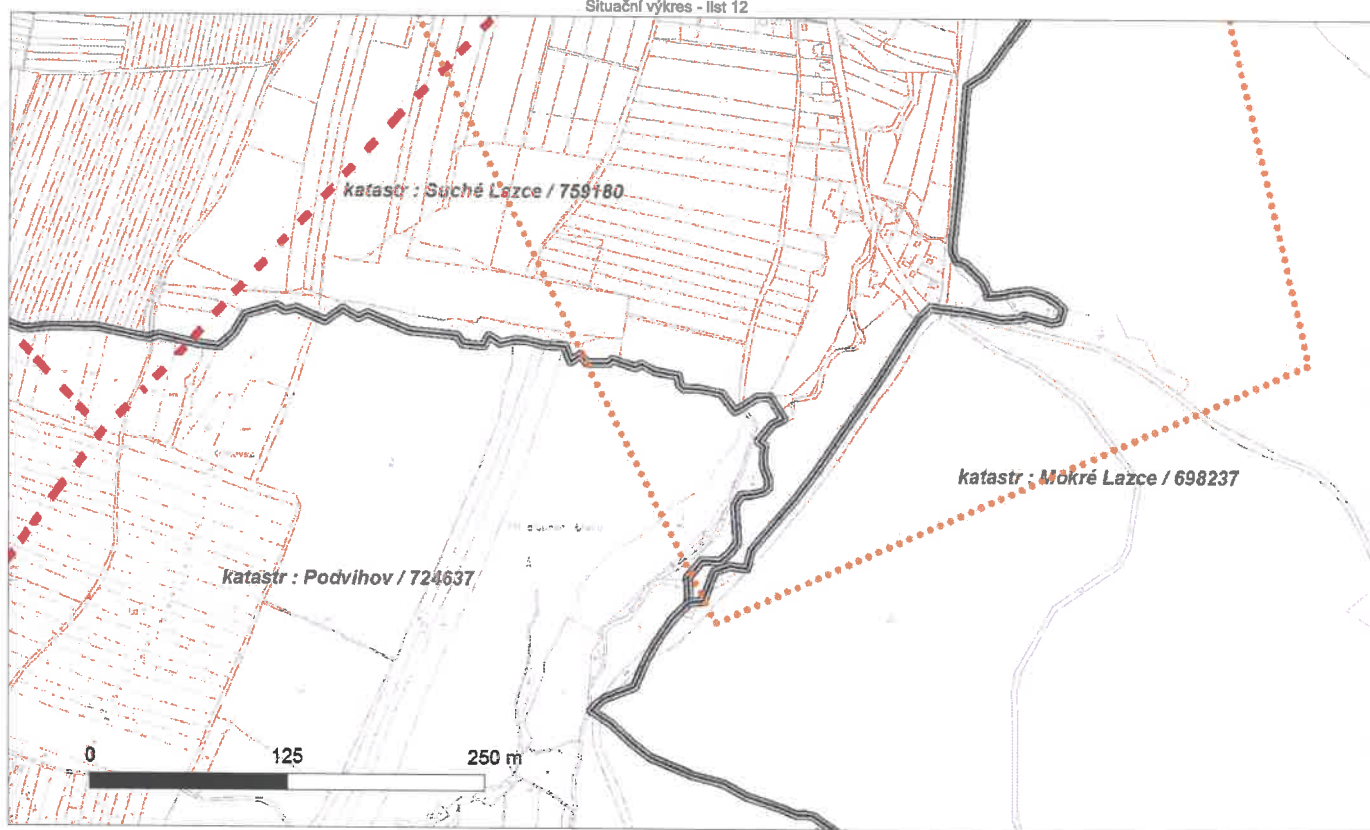 Situační výkres - list 12
katastr : Suché Lazce / 759180
katastr : Mokré Lazce / 698237
katastr : Podvihov / 724637
0 125 250 m